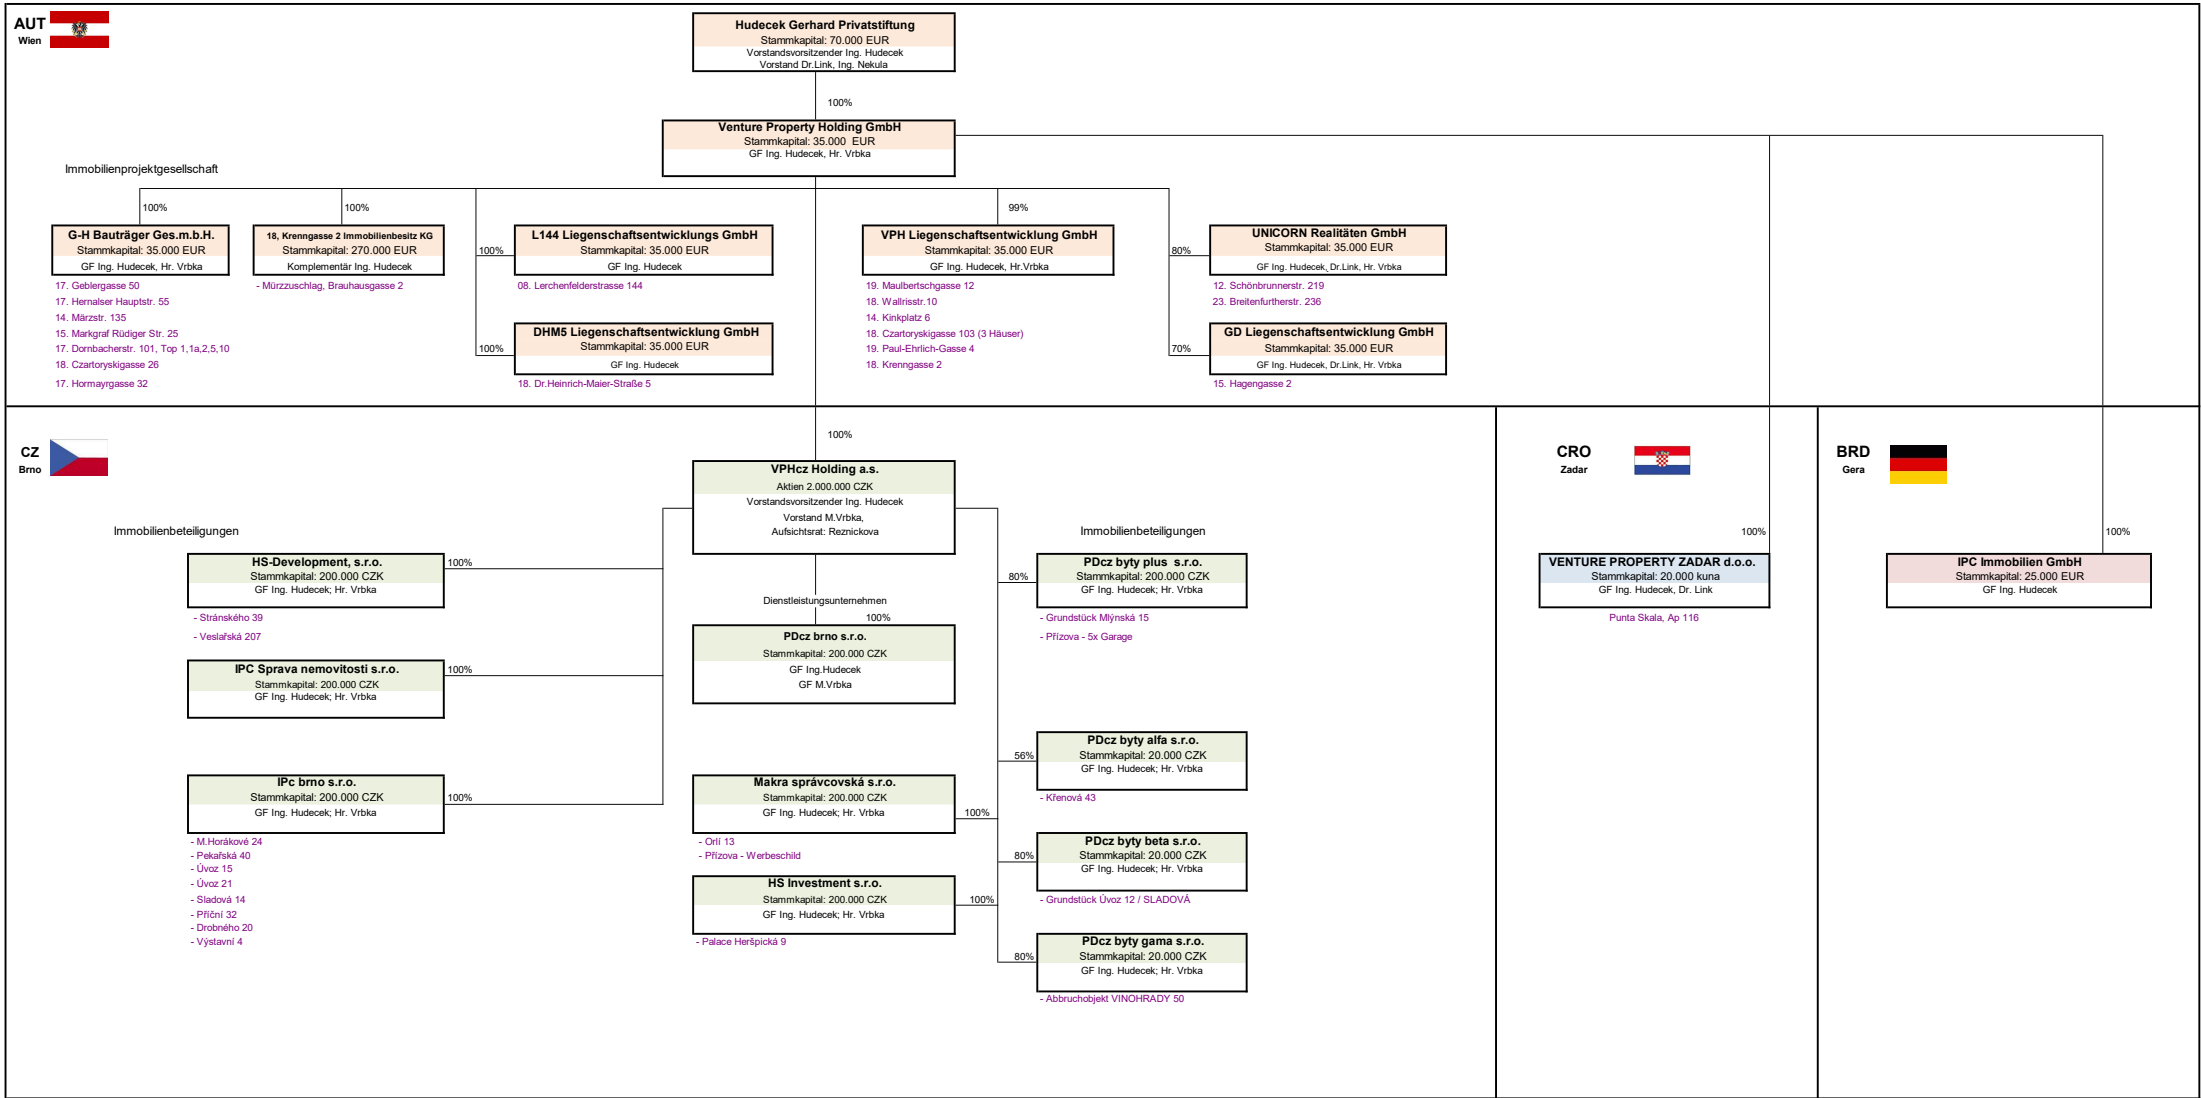 AUT
Wien
Hudecek Gerhard Privatstiftung
Stammkapital: 70.000 EUR
Vorstandsvorsitzender Ing. Hudecek
Vorstand Dr.Link, Ing. Nekula
100%
Venture Property Holding GmbH
Stammkapital: 35.000 EUR
GF Ing. Hudecek, Hr. Vrbka
Immobilienprojektgesellschaft
100%
G-H Bauträger Ges.m.b.H.
Stammkapital: 35.000 EUR
GF Ing. Hudecek, Hr. Vrbka
17. Geblergasse 50
17. Hernalser Hauptstr. 55
14. Märzstr. 135
15. Markgraf Rüdiger Str. 25
17. Dornbacherstr. 101, Top 1,1a,2,5,10
18. Czartoryskigasse 26
17. Hormayrgasse 32
100%
18, Krenngasse 2 Immobilienbesitz KG
Stammkapital: 270.000 EUR
Komplementär Ing. Hudecek
- Mürzzuschlag, Brauhausgasse 2
100%
L144 Liegenschaftsentwicklungs GmbH
Stammkapital: 35.000 EUR
GF Ing. Hudecek
08. Lerchenfelderstrasse 144
100%
DHM5 Liegenschaftsentwicklung GmbH
Stammkapital: 35.000 EUR
GF Ing. Hudecek
18. Dr.Heinrich-Maier-Straße 5
99%
VPH Liegenschaftsentwicklung GmbH
Stammkapital: 35.000 EUR
GF Ing. Hudecek, Hr.Vrbka
19. Maulbertschgasse 12
18. Wallrisstr.10
14. Kinkplatz 6
18. Czartoryskigasse 103 (3 Häuser)
19. Paul-Ehrlich-Gasse 4
18. Krenngasse 2
80%
UNICORN Realitäten GmbH
Stammkapital: 35.000 EUR
GF Ing. Hudecek, Dr.Link, Hr. Vrbka
12. Schönbrunnerstr. 219
23. Breitenfurtherstr. 236
70%
GD Liegenschaftsentwicklung GmbH
Stammkapital: 35.000 EUR
GF Ing. Hudecek, Dr.Link, Hr. Vrbka
15. Hagengasse 2
CZ
Brno
100%
VPHcz Holding a.s.
Aktien 2.000.000 CZK
Vorstandsvorsitzender Ing. Hudecek
Vorstand M.Vrbka,
Aufsichtsrat: Reznickova
Immobilienbeteiligungen
HS-Development, s.r.o.
Stammkapital: 200.000 CZK
GF Ing. Hudecek; Hr. Vrbka
100%
- Stránského 39
- Veslařská 207
IPC Sprava nemovitosti s.r.o.
Stammkapital: 200.000 CZK
GF Ing. Hudecek; Hr. Vrbka
100%
IPc brno s.r.o.
Stammkapital: 200.000 CZK
GF Ing. Hudecek; Hr. Vrbka
100%
- M.Horákové 24
- Pekařská 40
- Úvoz 15
- Úvoz 21
- Sladová 14
- Příční 32
- Drobného 20
- Výstavní 4
Dienstleistungsunternehmen
100%
PDcz brno s.r.o.
Stammkapital: 200.000 CZK
GF Ing.Hudecek
GF M.Vrbka
Makra správcovská s.r.o.
Stammkapital: 200.000 CZK
GF Ing. Hudecek; Hr. Vrbka
100%
- Orlí 13
- Přízova - Werbeschild
HS Investment s.r.o.
Stammkapital: 200.000 CZK
GF Ing. Hudecek; Hr. Vrbka
100%
- Palace Heršpická 9
Immobilienbeteiligungen
80%
PDcz byty plus s.r.o.
Stammkapital: 200.000 CZK
GF Ing. Hudecek; Hr. Vrbka
- Grundstück Mlýnská 15
- Přízova - 5x Garage
56%
PDcz byty alfa s.r.o.
Stammkapital: 20.000 CZK
GF Ing. Hudecek; Hr. Vrbka
- Křenová 43
80%
PDcz byty beta s.r.o.
Stammkapital: 20.000 CZK
GF Ing. Hudecek; Hr. Vrbka
- Grundstück Úvoz 12 / SLADOVÁ
80%
PDcz byty gama s.r.o.
Stammkapital: 20.000 CZK
GF Ing. Hudecek; Hr. Vrbka
- Abbruchobjekt VINOHRADY 50
CRO
Zadar
100%
VENTURE PROPERTY ZADAR d.o.o.
Stammkapital: 20.000 kuna
GF Ing. Hudecek, Dr. Link
Punta Skala, Ap 116
BRD
Gera
100%
IPC Immobilien GmbH
Stammkapital: 25.000 EUR
GF Ing. Hudecek